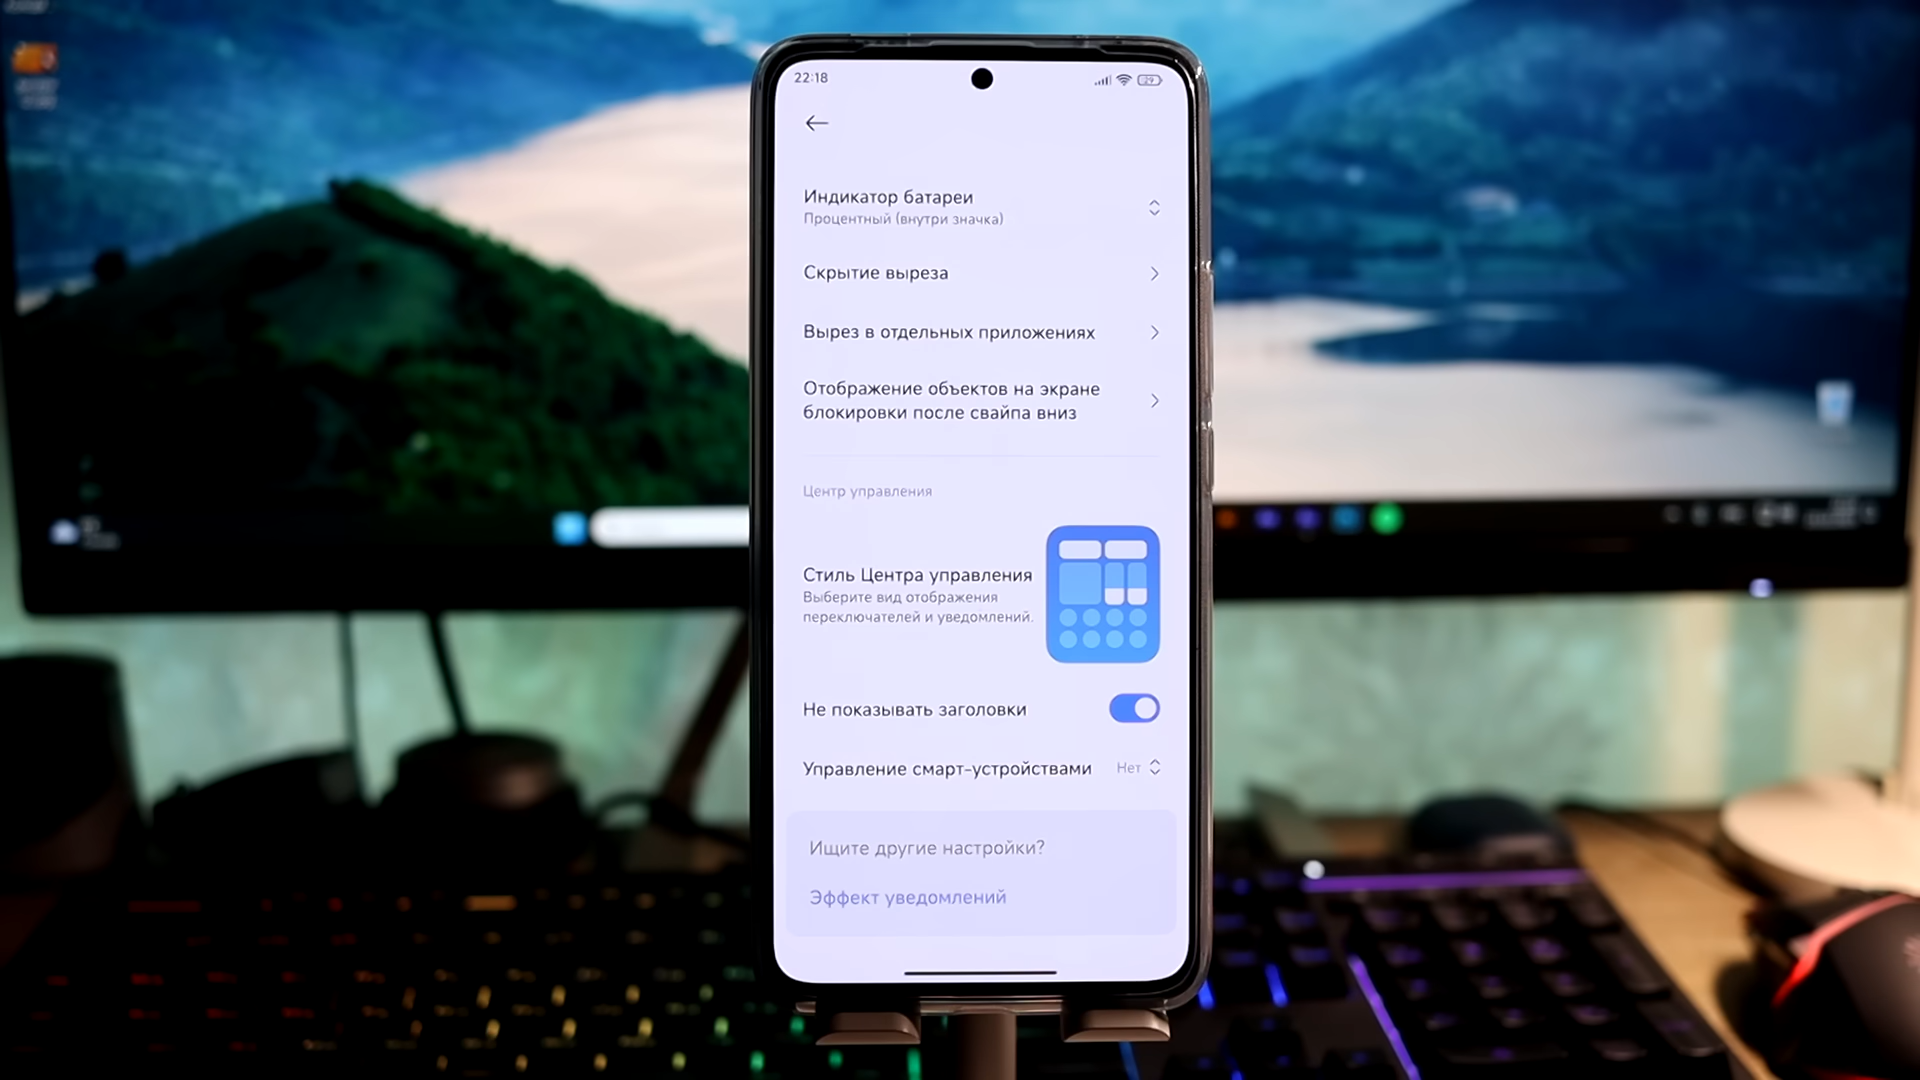 22:18
29
Индикатор батареи
Процентный (внутри значка)
Скрытие выреза
Вырез в отдельных приложениях
Отображение объектов на экране
блокировки после свайпа вниз
Центр управления
Стиль Центра управления
Выберите вид отображения
переключателей и уведомлений.
Не показывать заголовки
Управление смарт-устройствами
Нет
Ищите другие настройки?
Эффект уведомлений